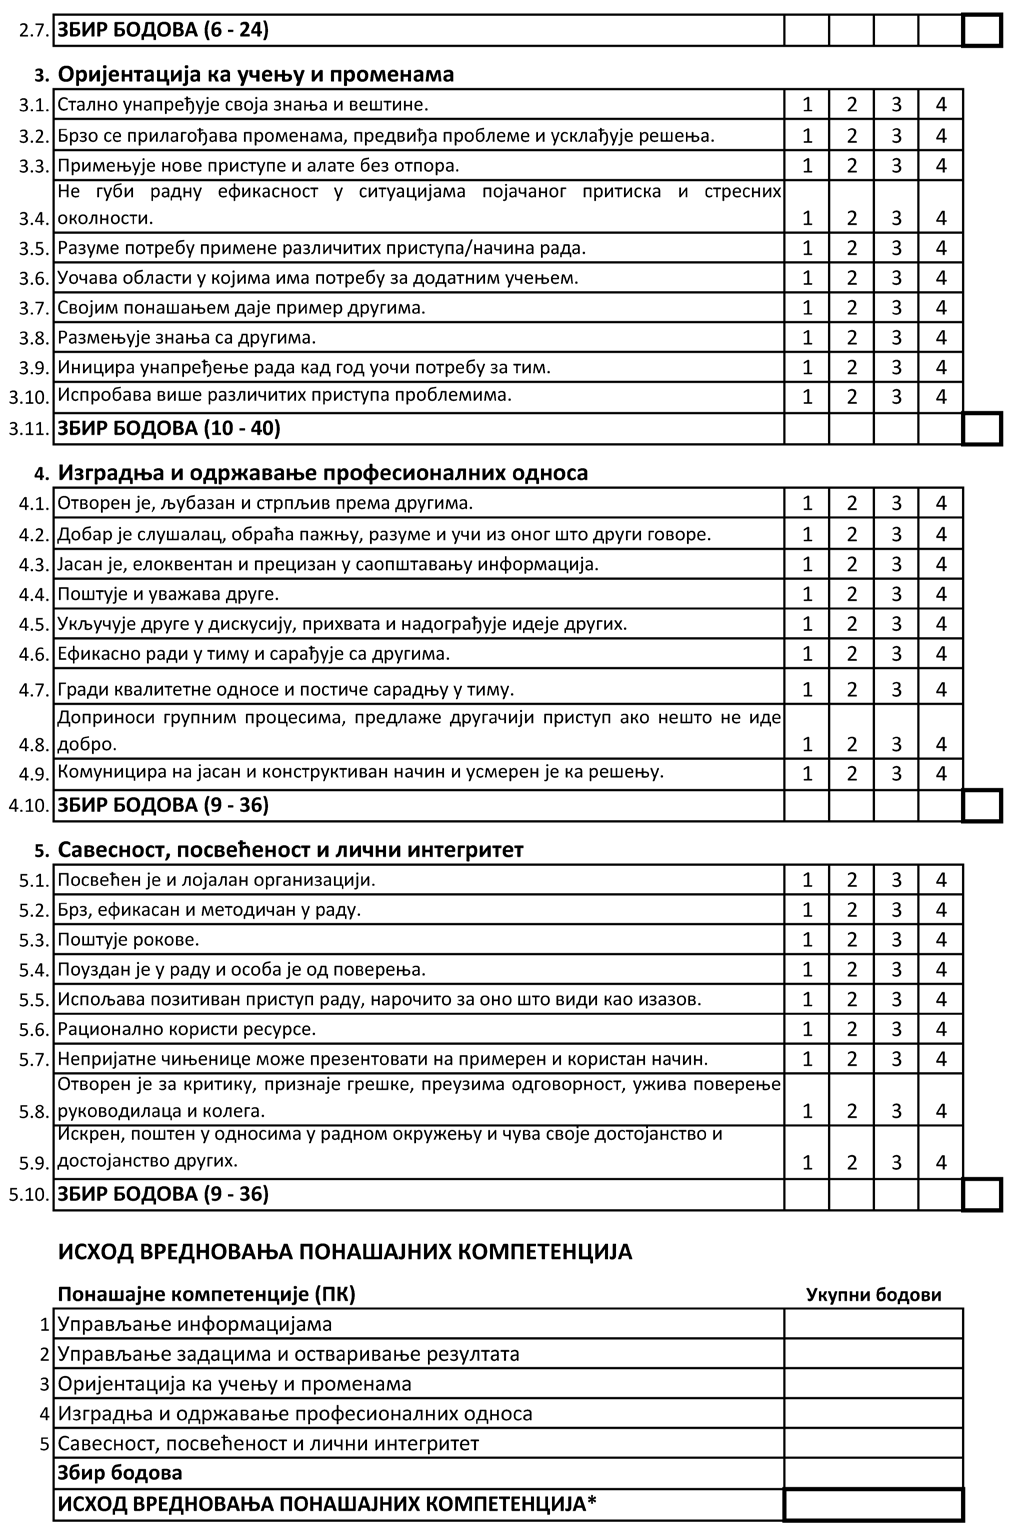 2.7. ЗБИР БОДОВА (6 - 24)
3. Оријентација ка учењу и променама
3.1. Стално унапређује своја знања и вештине. 1 2 3 4
3.2. Брзо се прилагођава променама, предвиђа проблеме и усклађује решења. 1 2 3 4
3.3. Примењује нове приступе и алате без отпора. 1 2 3 4
Не губи радну ефикасност у ситуацијама појачаног притиска и стресних
3.4. околности. 1 2 3 4
3.5. Разуме потребу примене различитих приступа/начина рада. 1 2 3 4
3.6. Уочава области у којима има потребу за додатним учењем. 1 2 3 4
3.7. Својим понашањем даје пример другима. 1 2 3 4
3.8. Размењује знања са другима. 1 2 3 4
3.9. Иницира унапређење рада кад год уочи потребу за тим. 1 2 3 4
3.10. Испробава више различитих приступа проблемима. 1 2 3 4
3.11. ЗБИР БОДОВА (10 - 40)
4. Изградња и одржавање професионалних односа
4.1. Отворен је, љубазан и стрпљив према другима. 1 2 3 4
4.2. Добар је слушалац, обраћа пажњу, разуме и учи из оног што други говоре. 1 2 3 4
4.3. Јасан је, елоквентан и прецизан у саопштавању информација. 1 2 3 4
4.4. Поштује и уважава друге. 1 2 3 4
4.5. Укључује друге у дискусију, прихвата и надограђује идеје других. 1 2 3 4
4.6. Ефикасно ради у тиму и сарађује са другима. 1 2 3 4
4.7. Гради квалитетне односе и постиче сарадњу у тиму. 1 2 3 4
Доприноси групним процесима, предлаже другачији приступ ако нешто не иде
4.8. добро. 1 2 3 4
4.9. Комуницира на јасан и конструктиван начин и усмерен је ка решењу. 1 2 3 4
4.10. ЗБИР БОДОВА (9 - 36)
5. Савесност, посвећеност и лични интегритет
5.1. Посвећен је и лојалан организацији. 1 2 3 4
5.2. Брз, ефикасан и методичан у раду. 1 2 3 4
5.3. Поштује рокове. 1 2 3 4
5.4. Поуздан је у раду и особа је од поверења. 1 2 3 4
5.5. Испољава позитиван приступ раду, нарочито за оно што види као изазов. 1 2 3 4
5.6. Рационално користи ресурсе. 1 2 3 4
5.7. Непријатне чињенице може презентовати на примерен и користан начин. 1 2 3 4
Отворен је за критику, признаје грешке, преузима одговорност, ужива поверење
5.8. руководилаца и колега. 1 2 3 4
Искрен, поштен у односима у радном окружењу и чува своје достојанство и
5.9. достојанство других. 1 2 3 4
5.10. ЗБИР БОДОВА (9 - 36)
ИСХОД ВРЕДНОВАЊА ПОНАШАЈНИХ КОМПЕТЕНЦИЈА
Понашајне компетенције (ПК) Укупни бодови
1 Управљање информацијама
2 Управљање задацима и остваривање резултата
3 Оријентација ка учењу и променама
4 Изградња и одржавање професионалних односа
5 Савесност, посвећеност и лични интегритет
Збир бодова
ИСХОД ВРЕДНОВАЊА ПОНАШАЈНИХ КОМПЕТЕНЦИЈА*